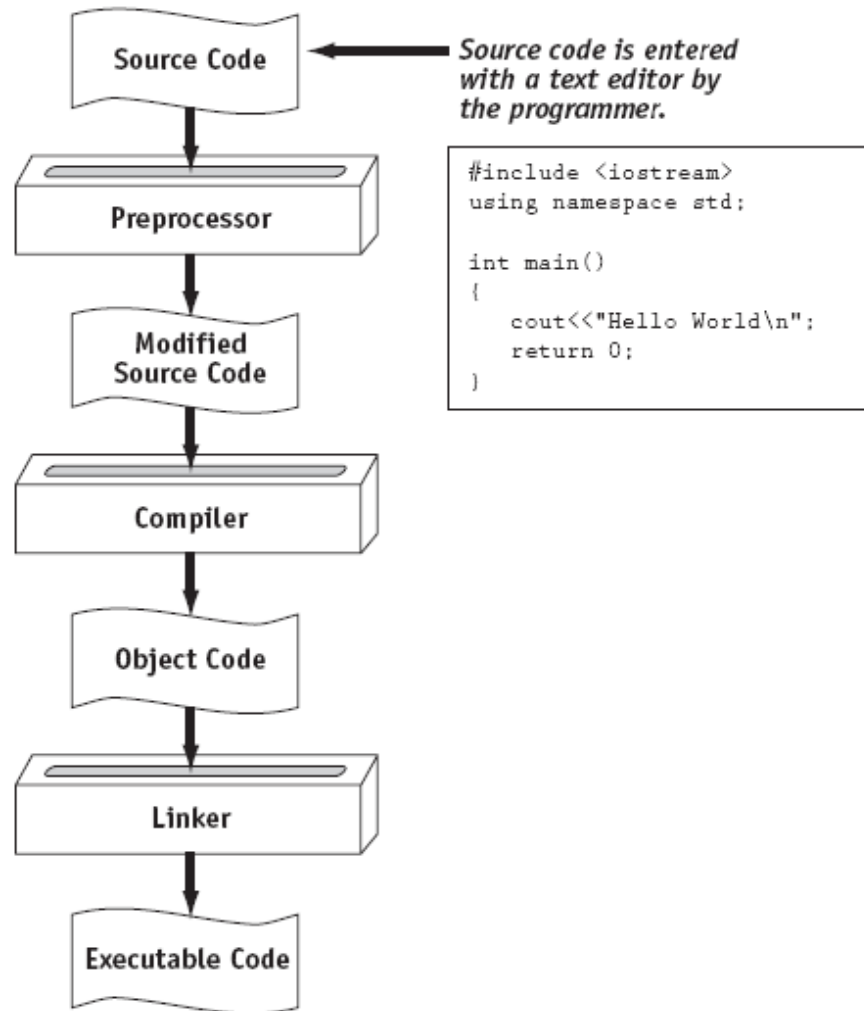 Source Code
Source code is entered
with a text editor by
the programmer.
#include <iostream>
using namespace std;
int main()
{
cout<<"Hello World\n";
return 0;
}
Preprocessor
Modified
Source Code
Compiler
Object Code
Linker
Executable Code